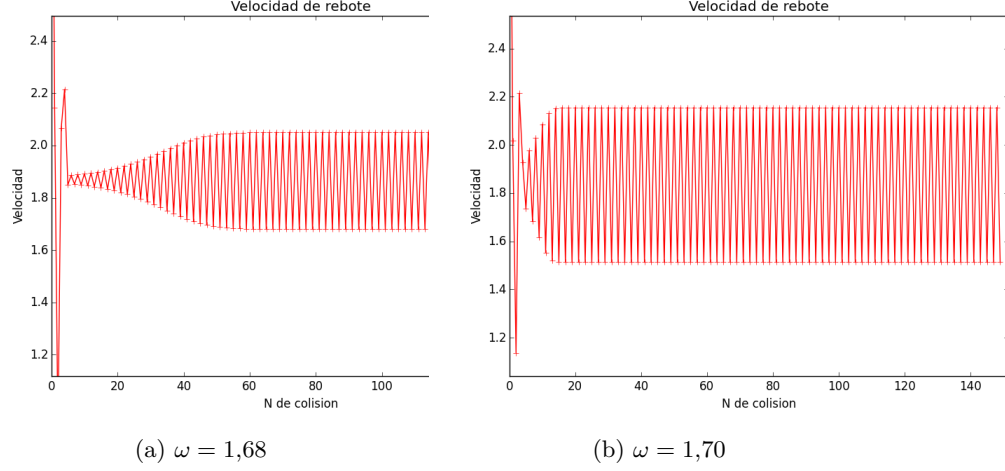 Velocidad de rebote
2.4
2.2
2.0
1.8
1.6
1.4
1.2
Velocidad
0 20 40 60 80 100
N de colision
(a) ω = 1,68
Velocidad de rebote
2.4
2.2
2.0
1.8
1.6
1.4
1.2
Velocidad
0 20 40 60 80 100 120 140
N de colision
(b) ω = 1,70